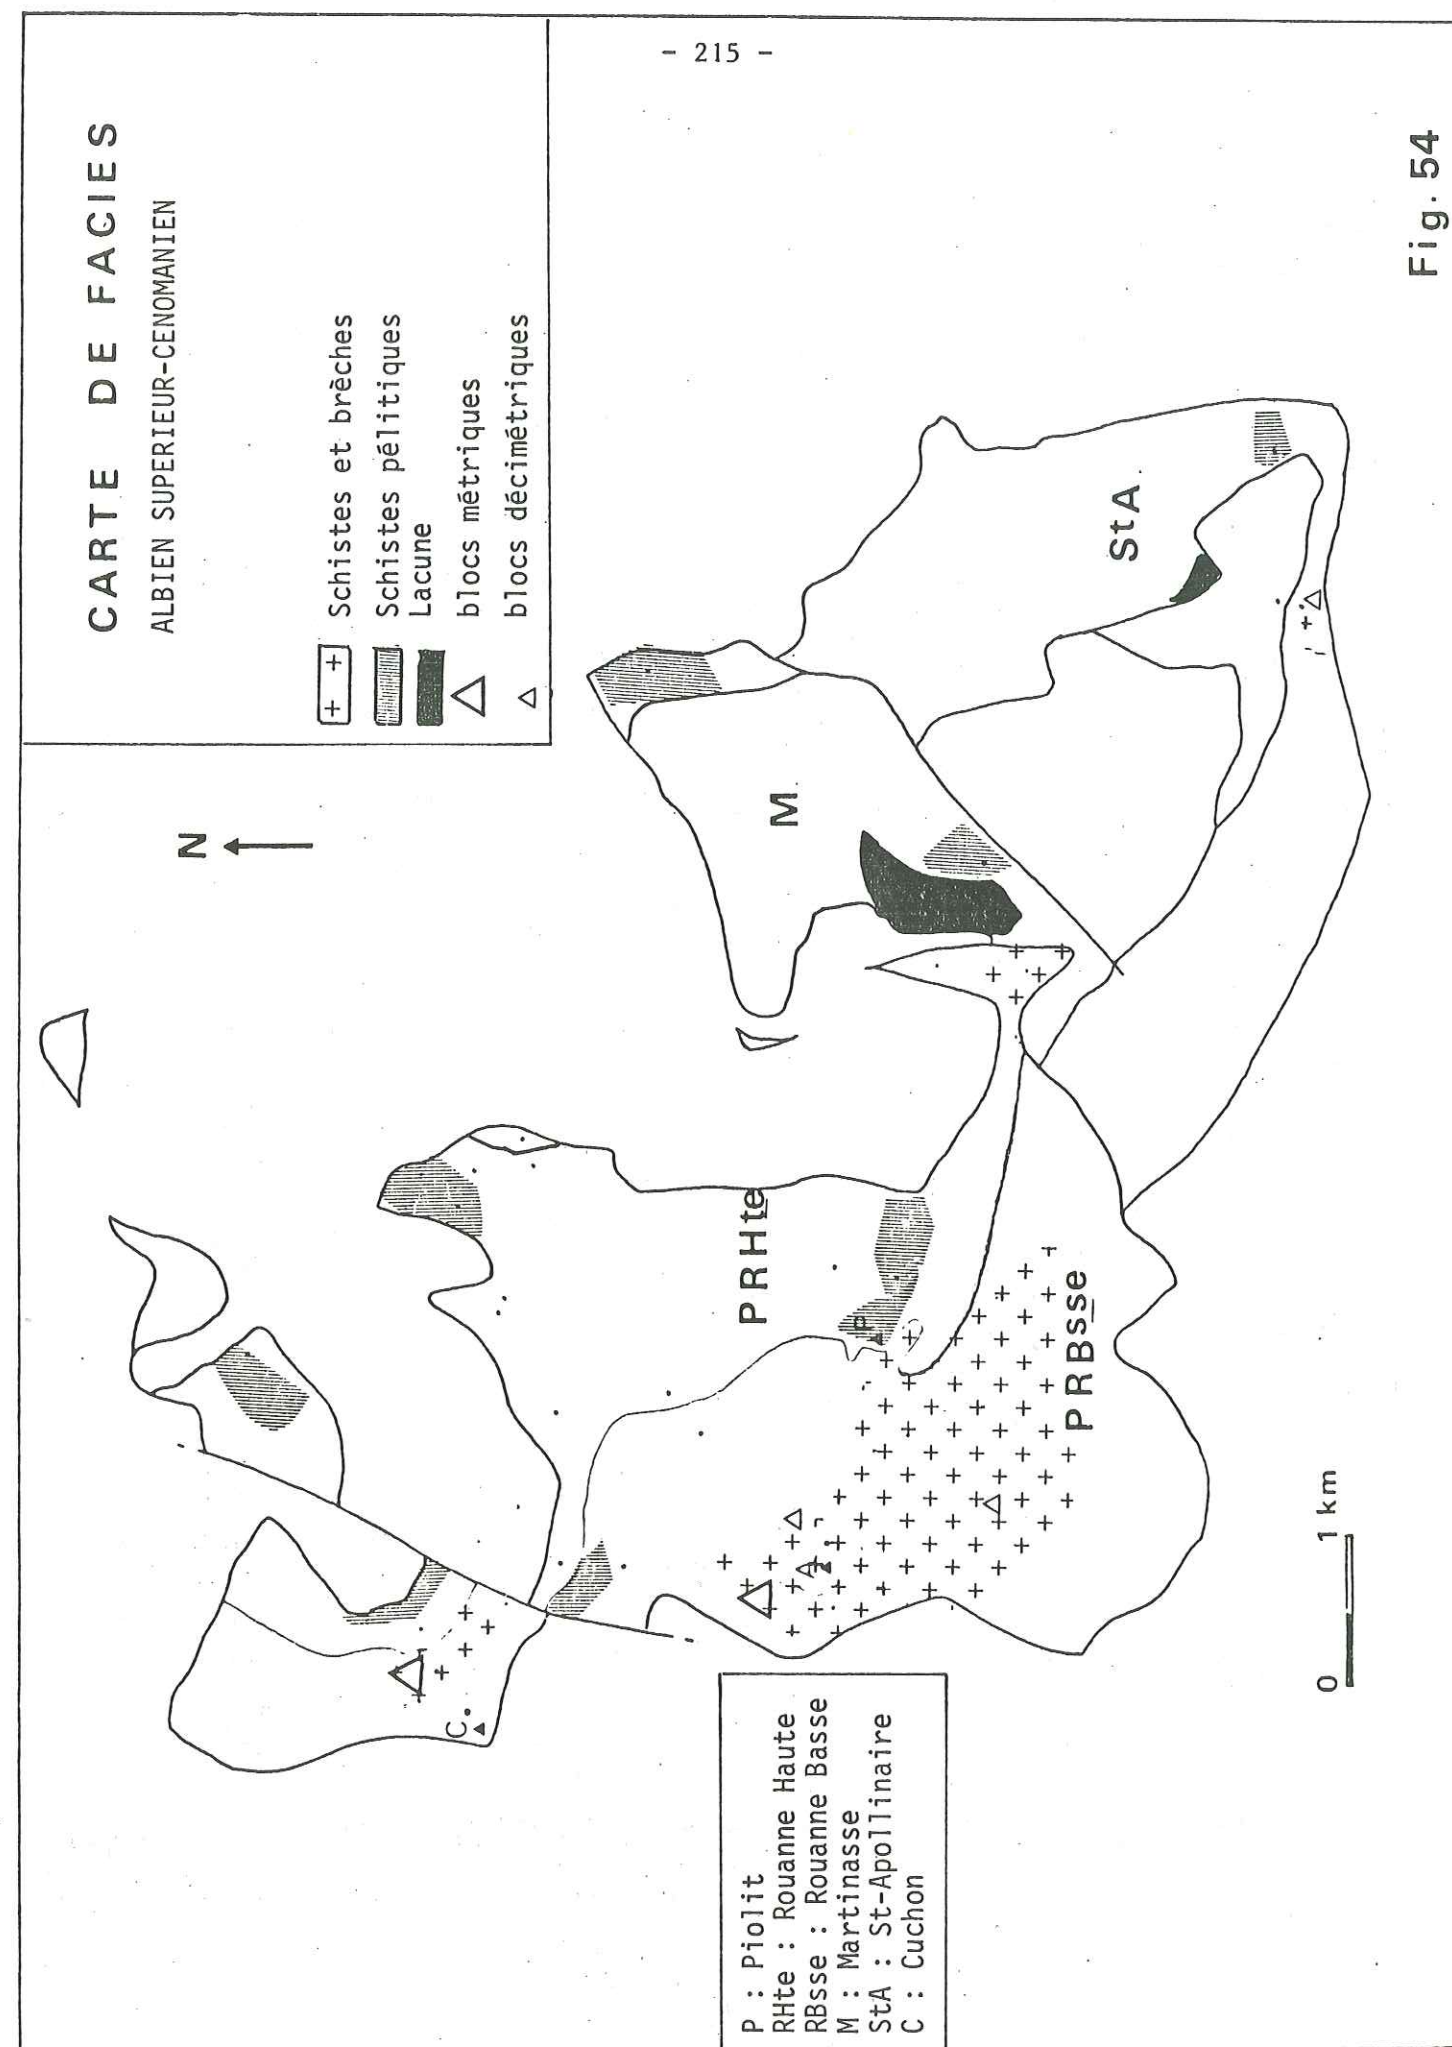 - 215 -
CARTE DE FACIES
ALBIEN SUPERIEUR-CENOMANIEN
+ + Schistes et brèches
Schistes pélitiques
Lacune
blocs métriques
blocs décimétriques
N
StA
M
PRHte
P
PRBsse
C
P : Piolit
RHte : Rouanne Haute
RBsse : Rouanne Basse
M : Martinasse
StA : St-Apollinaire
C : Cuchon
0 1 km
Fig. 54